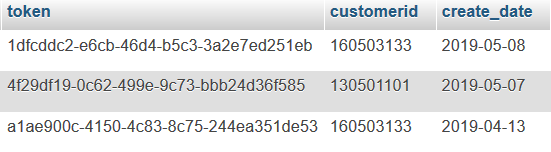 token customerid create_date
1dfcddc2-e6cb-46d4-b5c3-3a2e7ed251eb 160503133 2019-05-08
4f29df19-0c62-499e-9c73-bbb24d36f585 130501101 2019-05-07
a1ae900c-4150-4c83-8c75-244ea351de53 160503133 2019-04-13